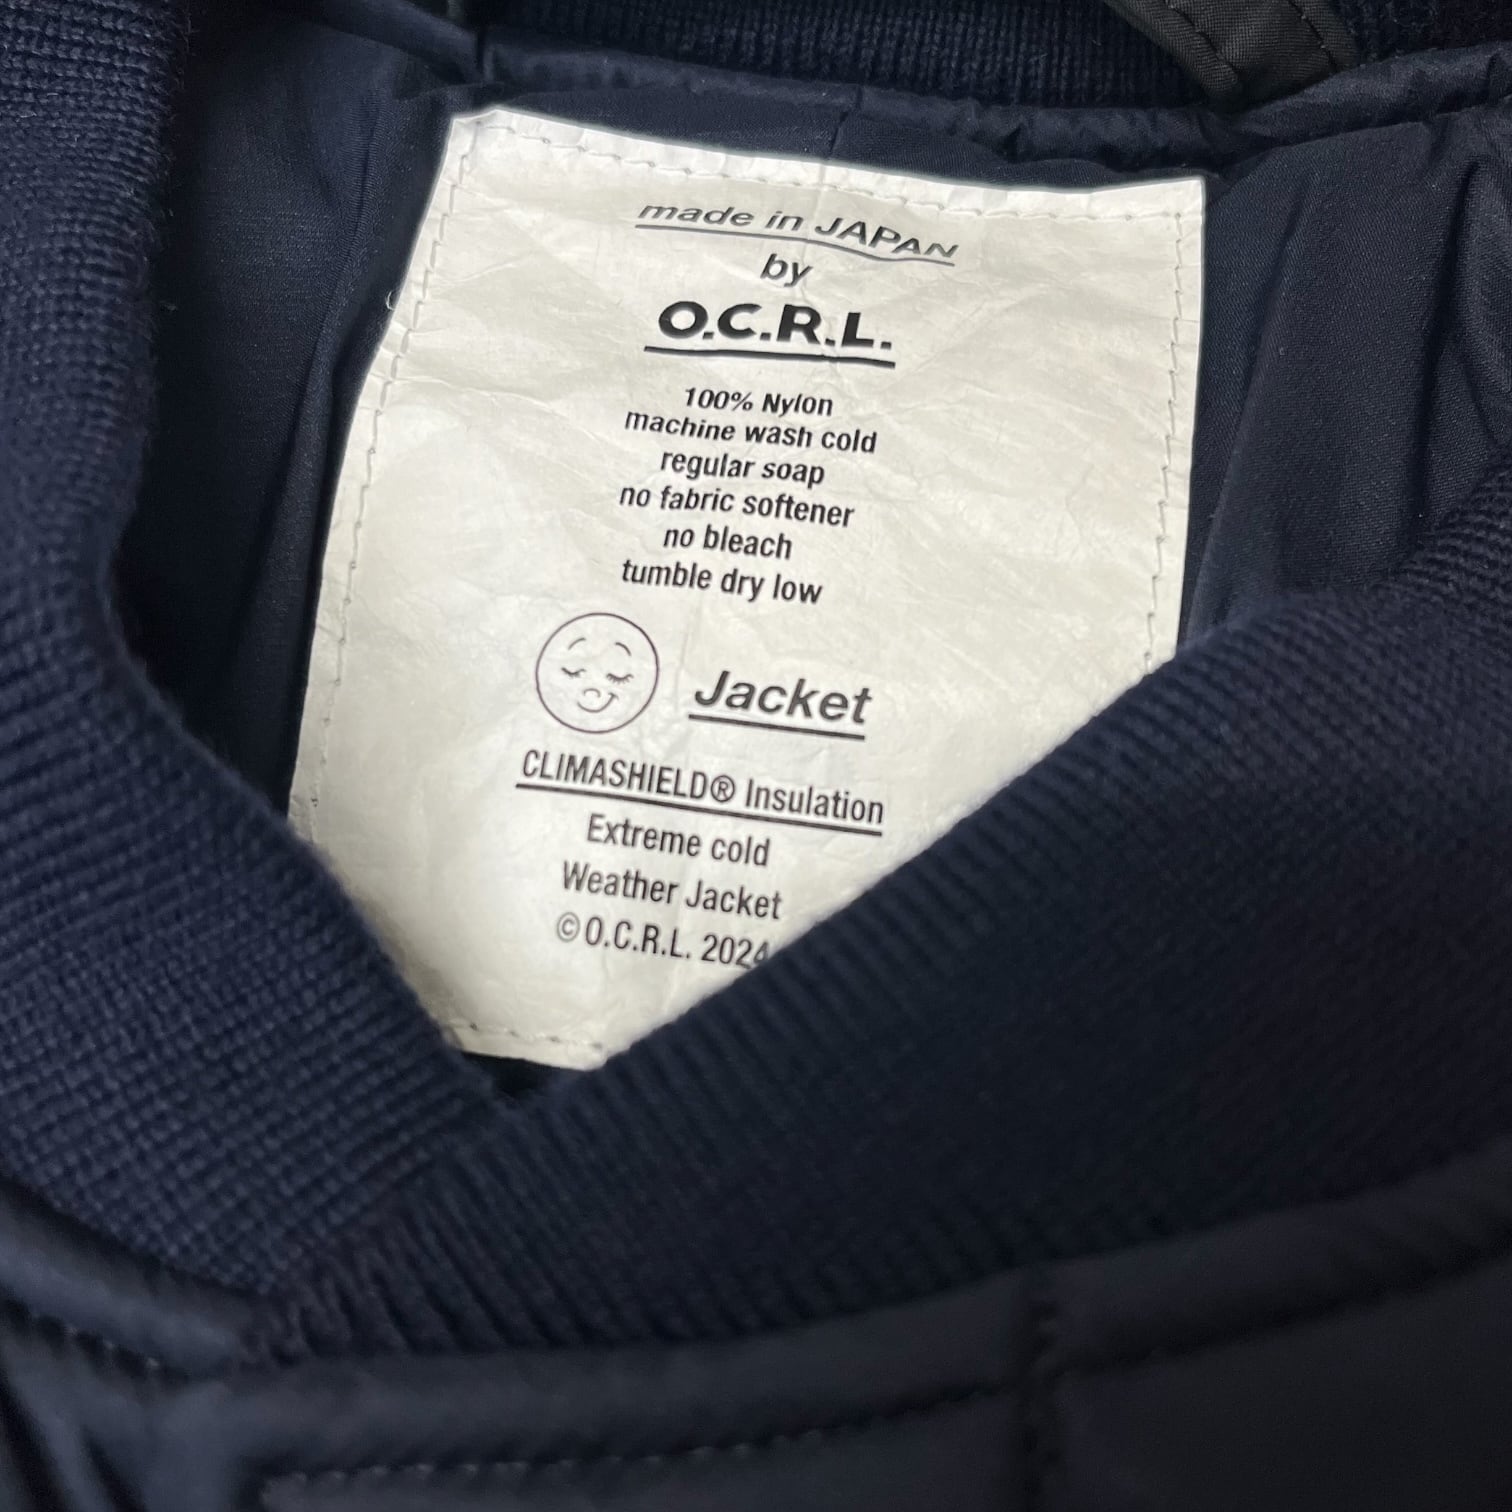 made in JAPAN
by
O.C.R.L.
100% Nylon
machine wash cold
regular soap
no fabric softener
no bleach
tumble dry low
Jacket
CLIMASHIELD® Insulation
Extreme cold
Weather Jacket
©O.C.R.L. 2024